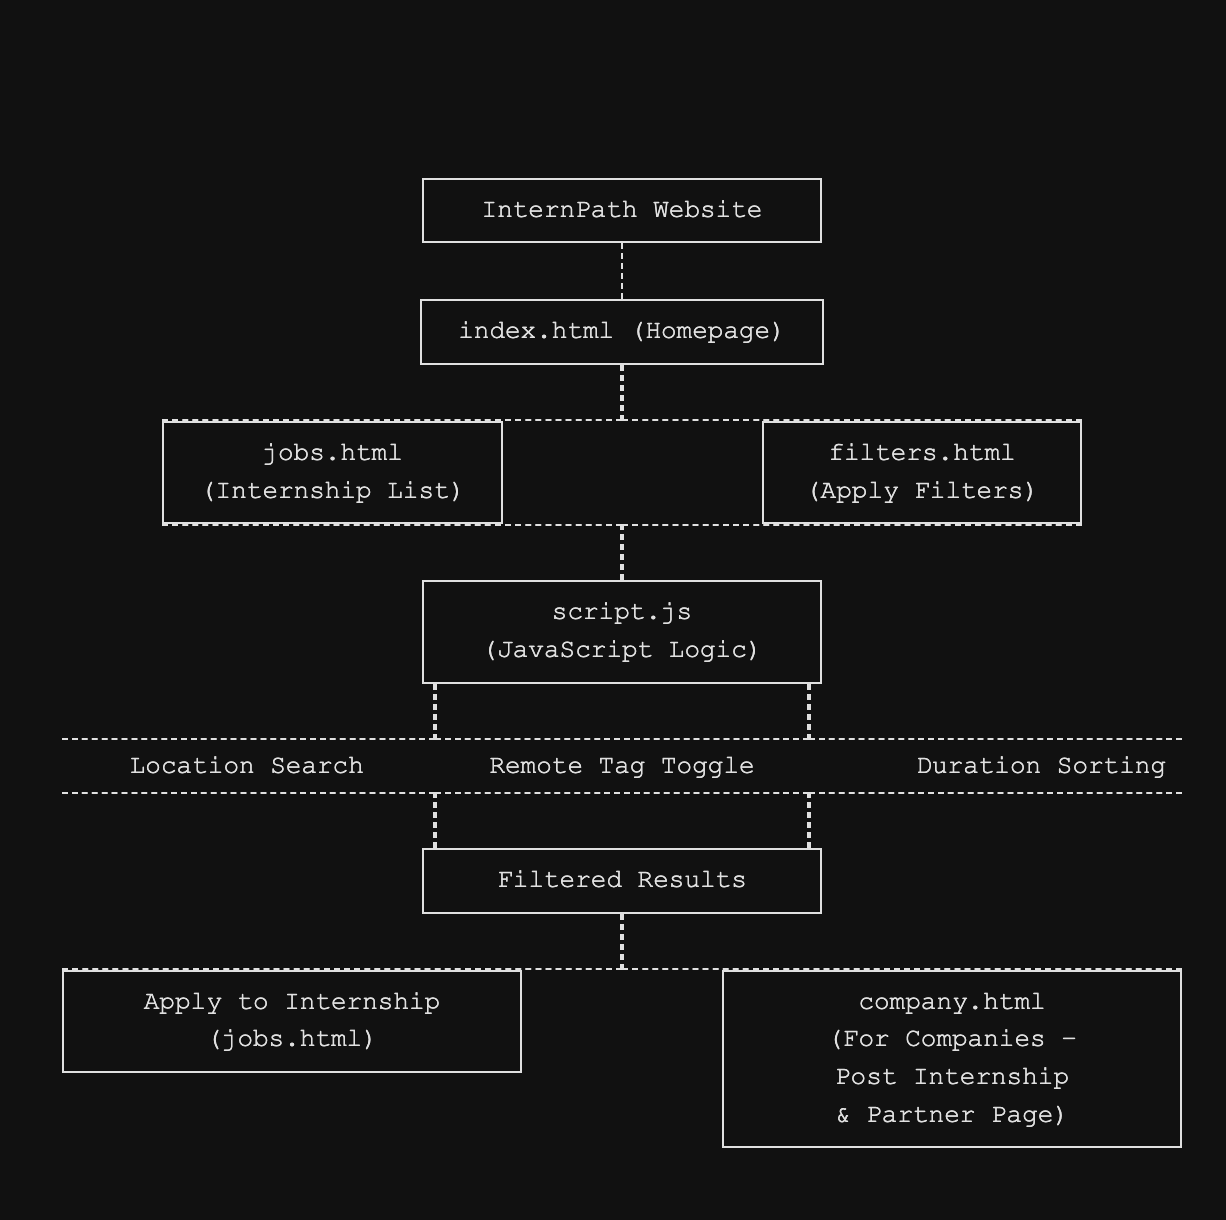 InternPath Website
index.html (Homepage)
jobs.html
(Internship List)
filters.html
(Apply Filters)
script.js
(JavaScript Logic)
Location Search
Remote Tag Toggle
Duration Sorting
Filtered Results
Apply to Internship
(jobs.html)
company.html
(For Companies –
Post Internship
& Partner Page)